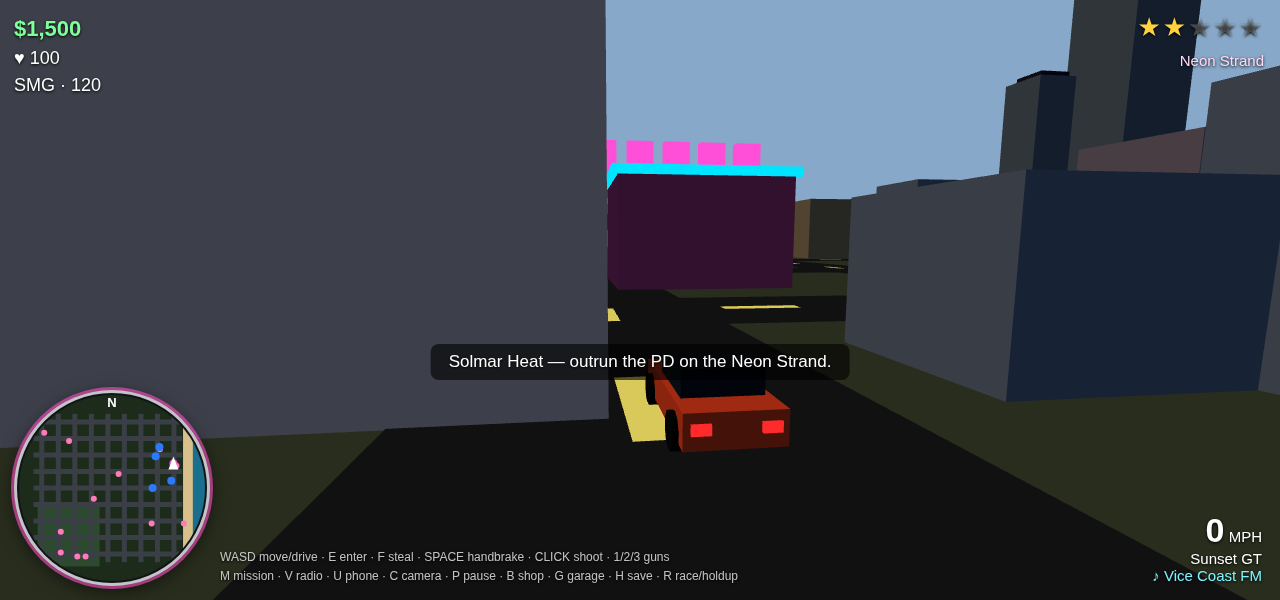 $1,500
♥ 100
SMG · 120
★★★★★
Neon Strand
Solmar Heat — outrun the PD on the Neon Strand.
N
WASD move/drive · E enter · F steal · SPACE handbrake · CLICK shoot · 1/2/3 guns
M mission · V radio · U phone · C camera · P pause · B shop · G garage · H save · R race/holdup
0 MPH
Sunset GT
♪ Vice Coast FM